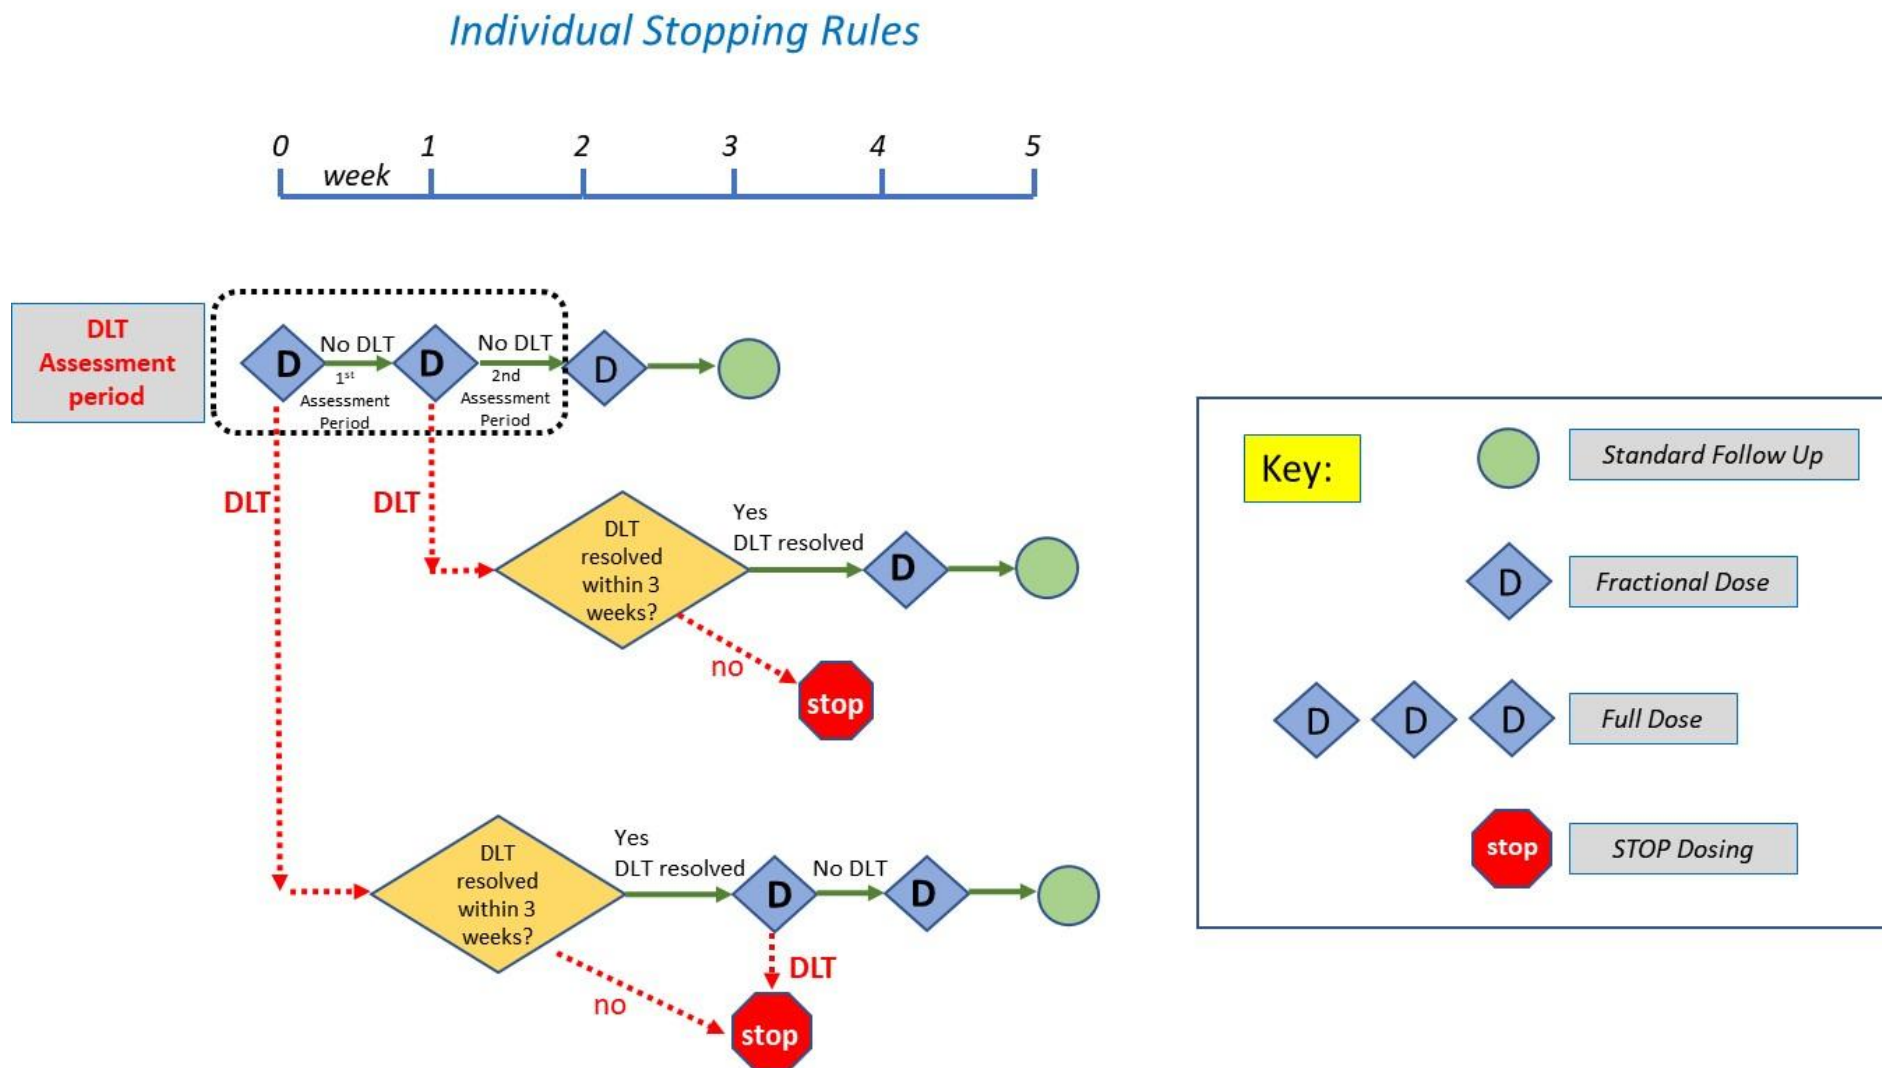 Individual Stopping Rules
0 1 2 3 4 5
week
DLT
Assessment
period
D
No DLT
1st
Assessment
Period
D
No DLT
2nd
Assessment
Period
D
DLT
DLT
DLT
resolved
within 3
weeks?
Yes
DLT resolved
D
no
stop
DLT
resolved
within 3
weeks?
Yes
DLT resolved
D
No DLT
D
DLT
no
stop
Key:
Standard Follow Up
D
Fractional Dose
D D D
Full Dose
stop
STOP Dosing